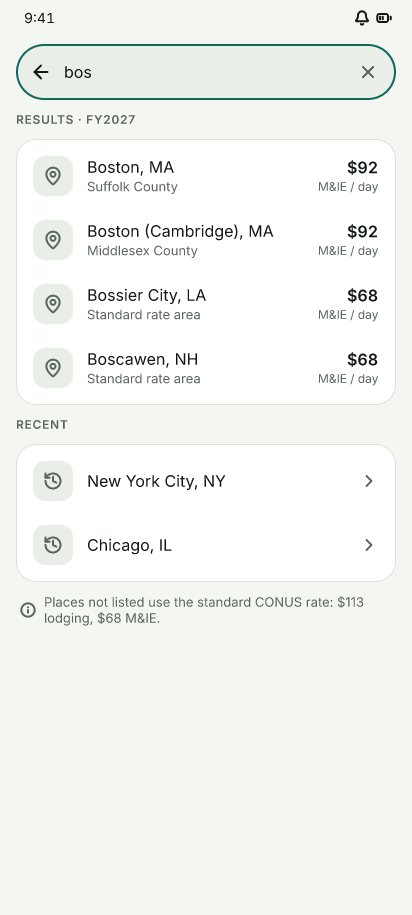 9:41
bos
RESULTS · FY2027
Boston, MA
$92
Suffolk County
M&IE / day
Boston (Cambridge), MA
$92
Middlesex County
M&IE / day
Bossier City, LA
$68
Standard rate area
M&IE / day
Boscawen, NH
$68
Standard rate area
M&IE / day
RECENT
New York City, NY
Chicago, IL
Places not listed use the standard CONUS rate: $113
lodging, $68 M&IE.